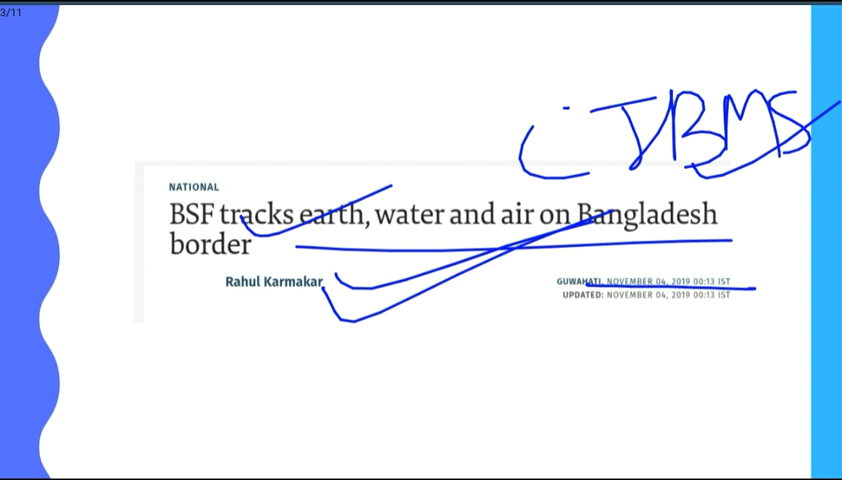 3/11
CIBMS
NATIONAL
BSF tracks earth, water and air on Bangladesh
border
Rahul Karmakar
GUWAHATI, NOVEMBER 04, 2019 00:13 IST
UPDATED: NOVEMBER 04, 2019 00:13 IST